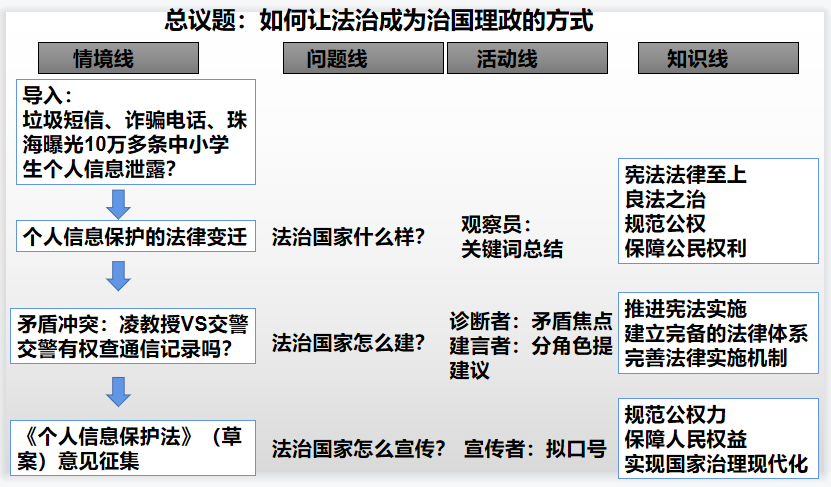 总议题：如何让法治成为治国理政的方式
情境线
问题线
活动线
知识线
导入：
垃圾短信、诈骗电话、珠
海曝光10万多条中小学
生个人信息泄露？
个人信息保护的法律变迁
法治国家什么样？
观察员：
关键词总结
宪法法律至上
良法之治
规范公权
保障公民权利
矛盾冲突：凌教授VS交警
交警有权查通信记录吗？
法治国家怎么建？
诊断者：矛盾焦点
建言者：分角色提
建议
推进宪法实施
建立完备的法律体系
完善法律实施机制
《个人信息保护法》（草
案）意见征集
法治国家怎么宣传？
宣传者：拟口号
规范公权力
保障人民权益
实现国家治理现代化